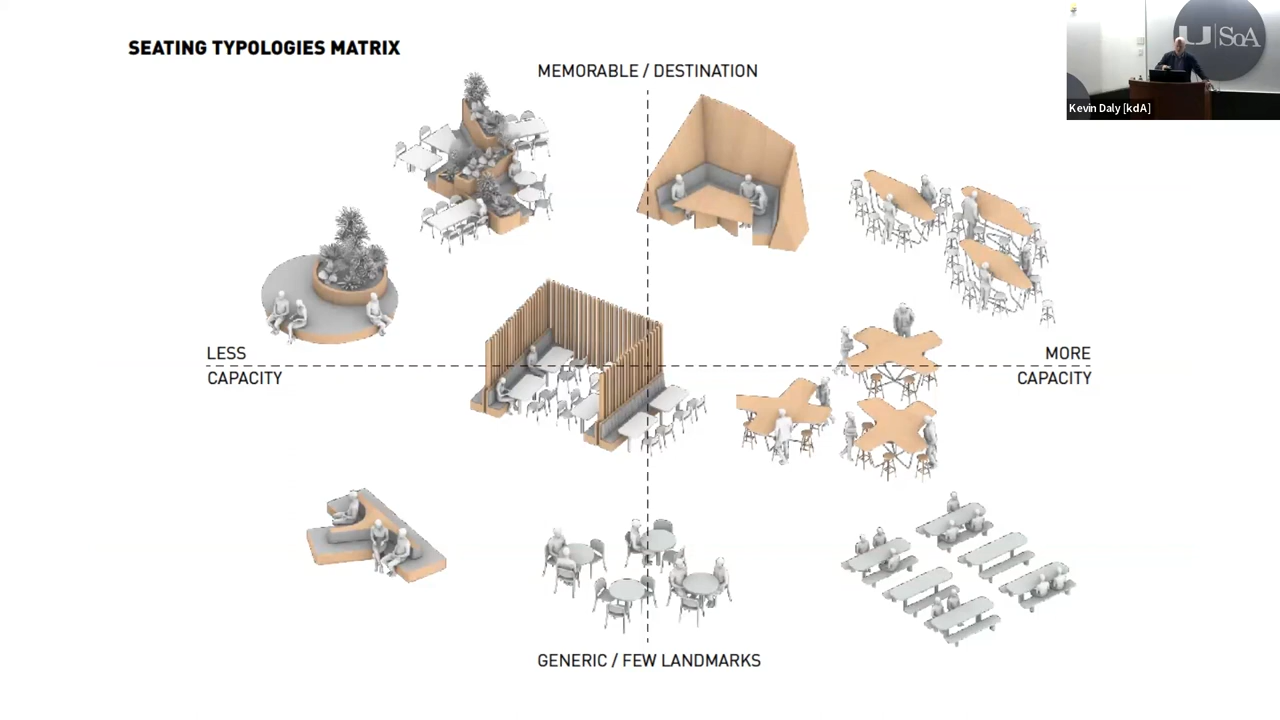 SEATING TYPOLOGIES MATRIX
MEMORABLE / DESTINATION
U | SoA
Kevin Daly [kdA]
LESS
CAPACITY
MORE
CAPACITY
GENERIC / FEW LANDMARKS